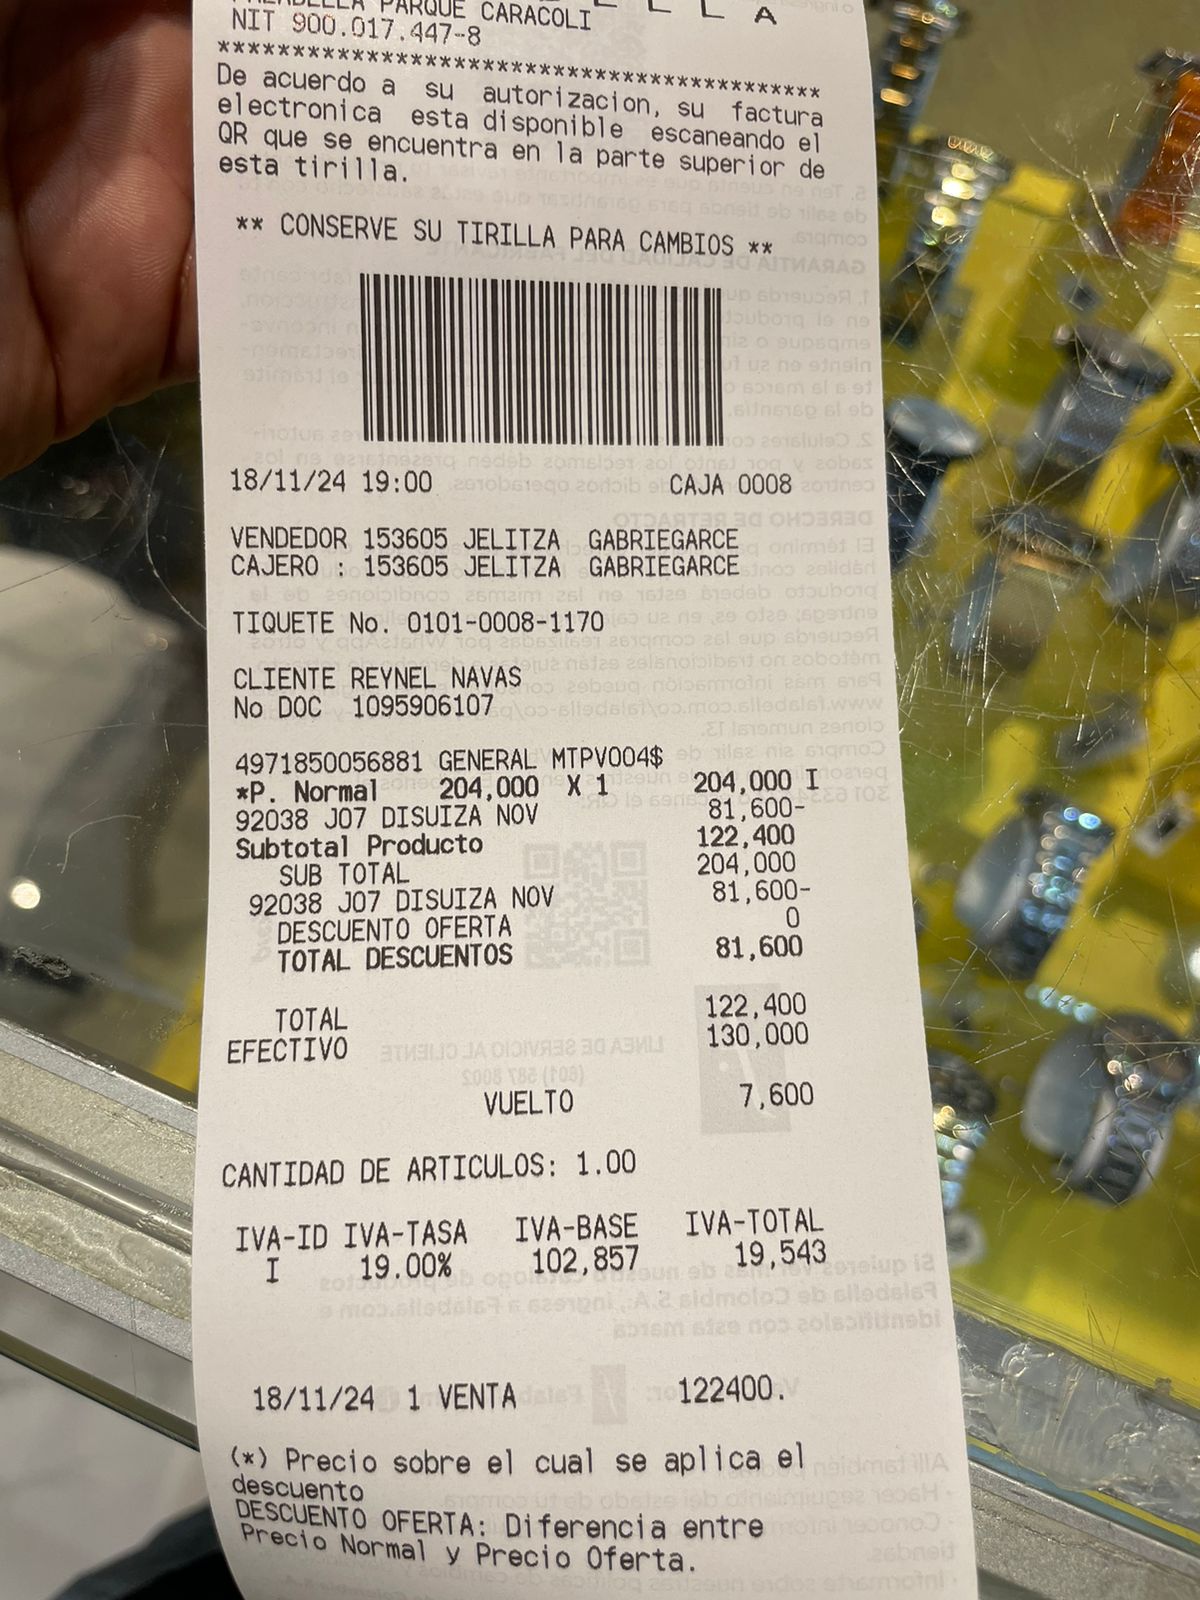 L L A
PARQUE CARACOLI
NIT 900.017.447-8
*****************************************
De acuerdo a su autorizacion, su factura
electronica esta disponible escaneando el
QR que se encuentra en la parte superior de
esta tirilla.
** CONSERVE SU TIRILLA PARA CAMBIOS **
18/11/24 19:00 CAJA 0008
VENDEDOR 153605 JELITZA GABRIEGARCE
CAJERO : 153605 JELITZA GABRIEGARCE
TIQUETE No. 0101-0008-1170
CLIENTE REYNEL NAVAS
No DOC 1095906107
4971850056881 GENERAL MTPV004$
*P. Normal 204,000 X 1 204,000 I
92038 J07 DISUIZA NOV 81,600-
Subtotal Producto 122,400
SUB TOTAL 204,000
92038 J07 DISUIZA NOV 81,600-
DESCUENTO OFERTA 0
TOTAL DESCUENTOS 81,600
TOTAL 122,400
EFECTIVO 130,000
VUELTO 7,600
CANTIDAD DE ARTICULOS: 1.00
IVA-ID IVA-TASA IVA-BASE IVA-TOTAL
I 19.00% 102,857 19,543
18/11/24 1 VENTA 122400.
(*) Precio sobre el cual se aplica el
descuento
DESCUENTO OFERTA: Diferencia entre
Precio Normal y Precio Oferta.